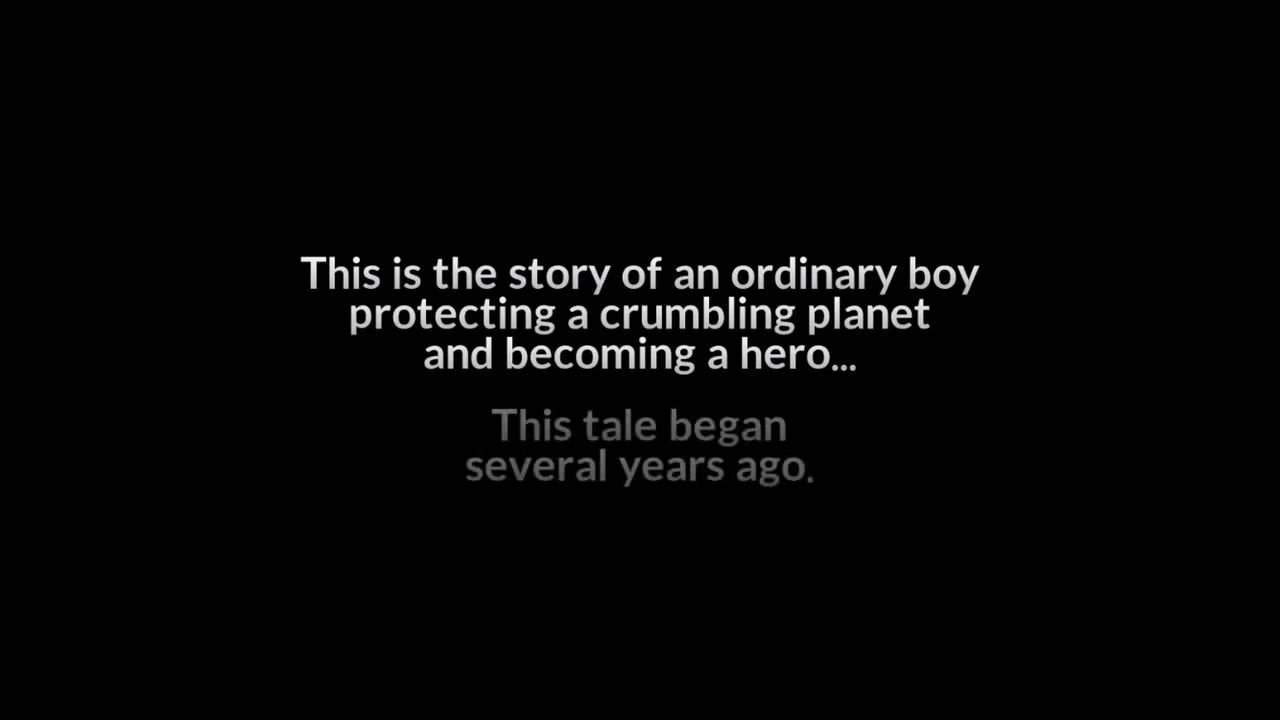 This is the story of an ordinary boy
protecting a crumbling planet
and becoming a hero...
This tale began
several years ago.